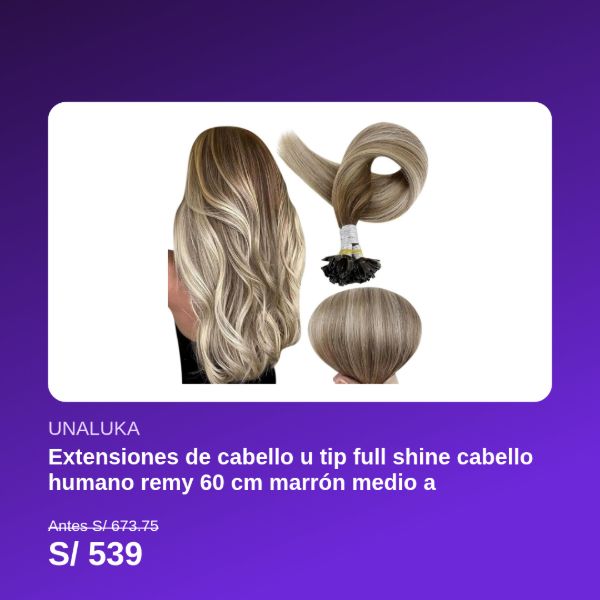 UNALUKA
Extensiones de cabello u tip full shine cabello
humano remy 60 cm marrón medio a
Antes S/ 673.75
S/ 539